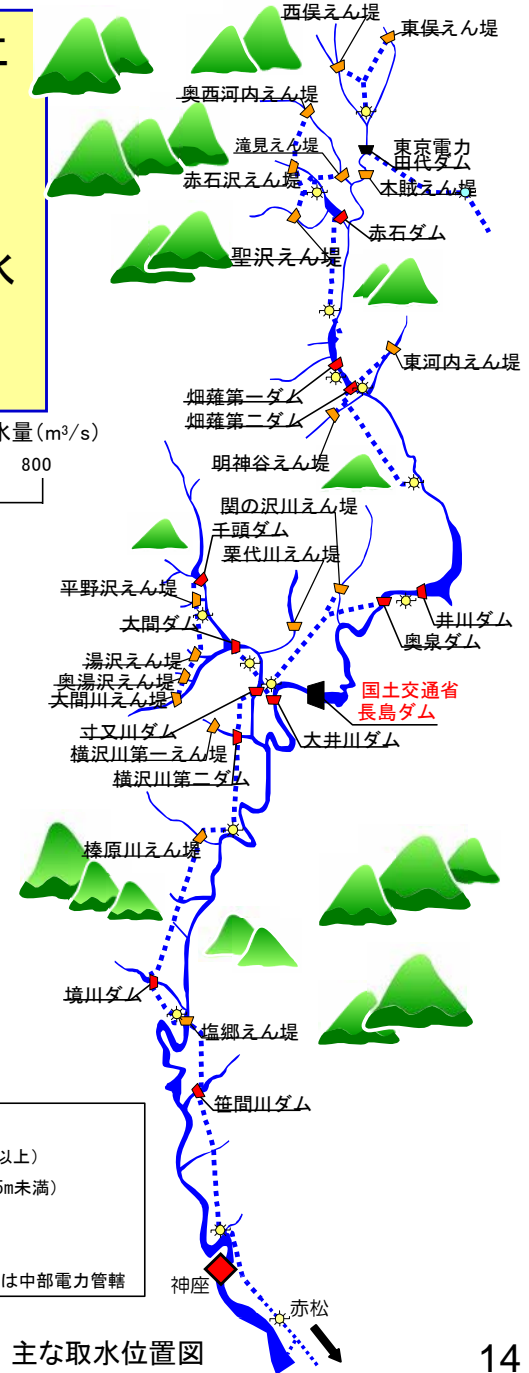 水
水量(m³/s)
800
西俣えん堤
東俣えん堤
奥西河内えん堤
滝見えん堤
東京電力
田代ダム
赤石沢えん堤
木賊えん堤
赤石ダム
聖沢えん堤
東河内えん堤
畑薙第一ダム
畑薙第二ダム
明神谷えん堤
関の沢川えん堤
千頭ダム
栗代川えん堤
平野沢えん堤
大間ダム
井川ダム
奥泉ダム
湯沢えん堤
奥湯沢えん堤
大間川えん堤
国土交通省
長島ダム
寸又川ダム
大井川ダム
横沢川第一えん堤
横沢川第二ダム
榛原川えん堤
境川ダム
塩郷えん堤
笹間川ダム
以上)
5m未満)
は中部電力管轄
神座
赤松
主な取水位置図
14